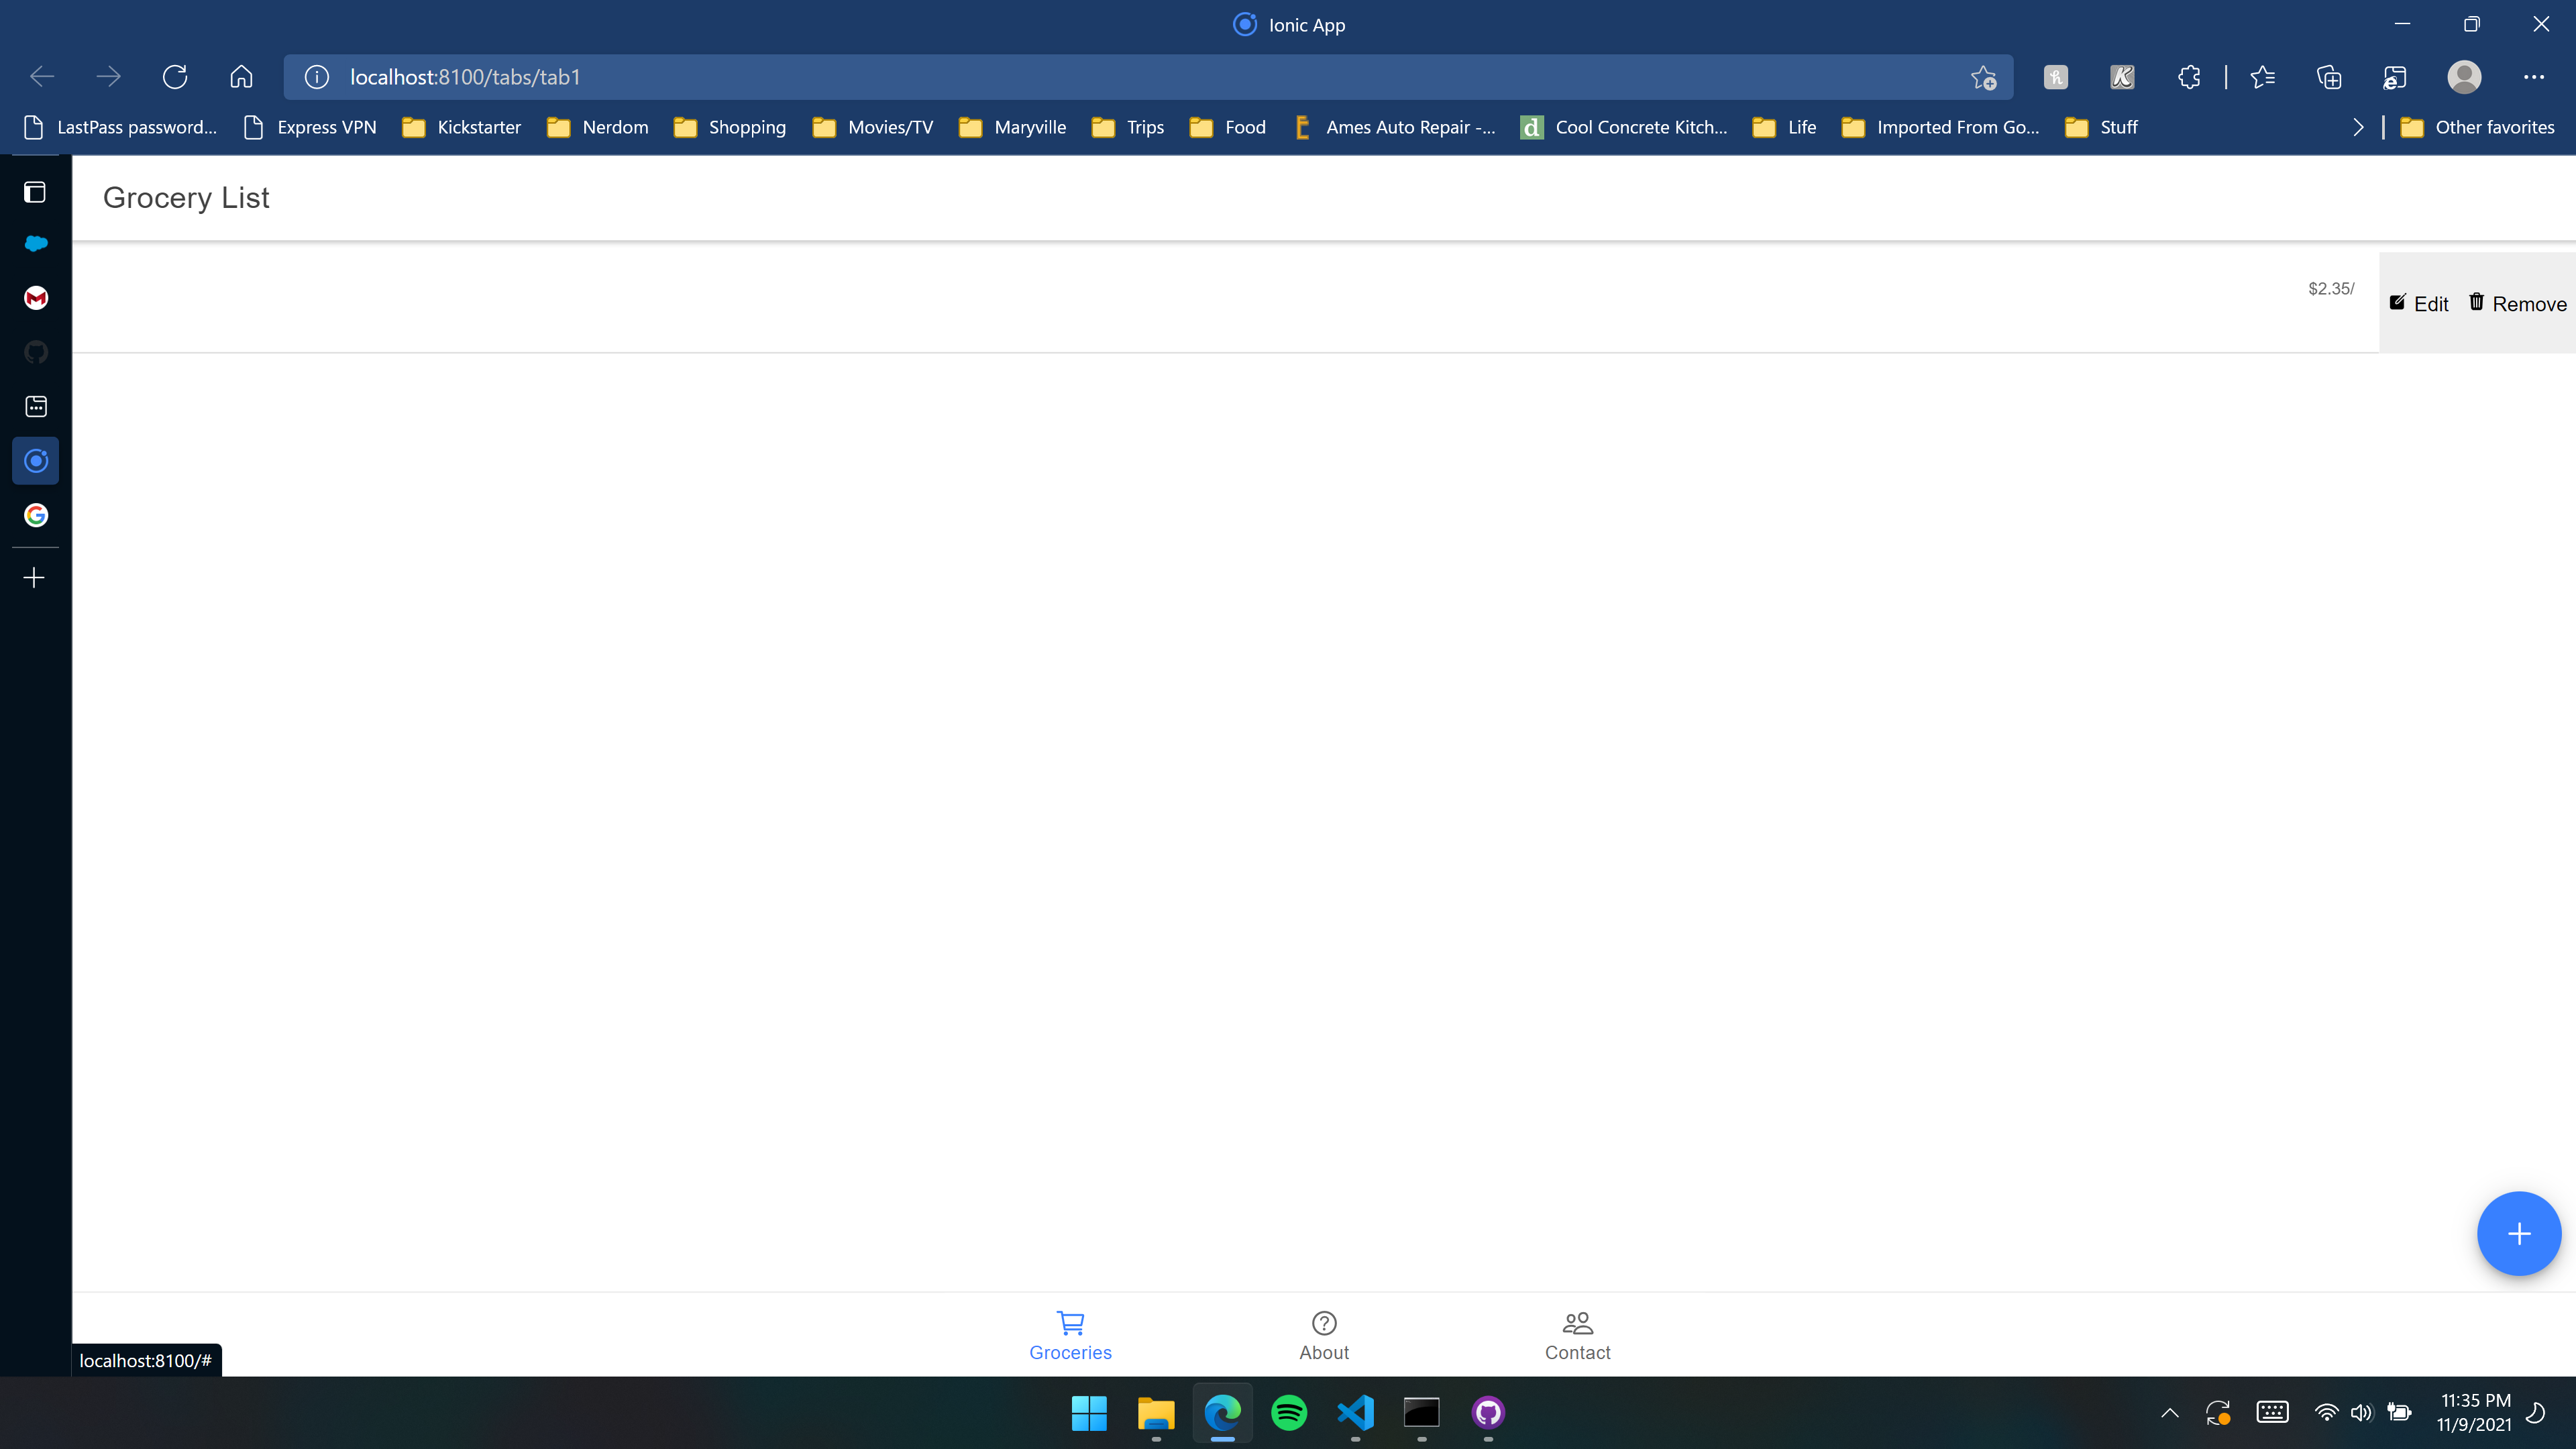 Ionic App
localhost:8100/tabs/tab1
LastPass password... Express VPN Kickstarter Nerdom Shopping Movies/TV Maryville Trips Food Ames Auto Repair -... Cool Concrete Kitch... Life Imported From Go... Stuff Other favorites
Grocery List
$2.35/
Edit Remove
Groceries About Contact
localhost:8100/#
11:35 PM
11/9/2021